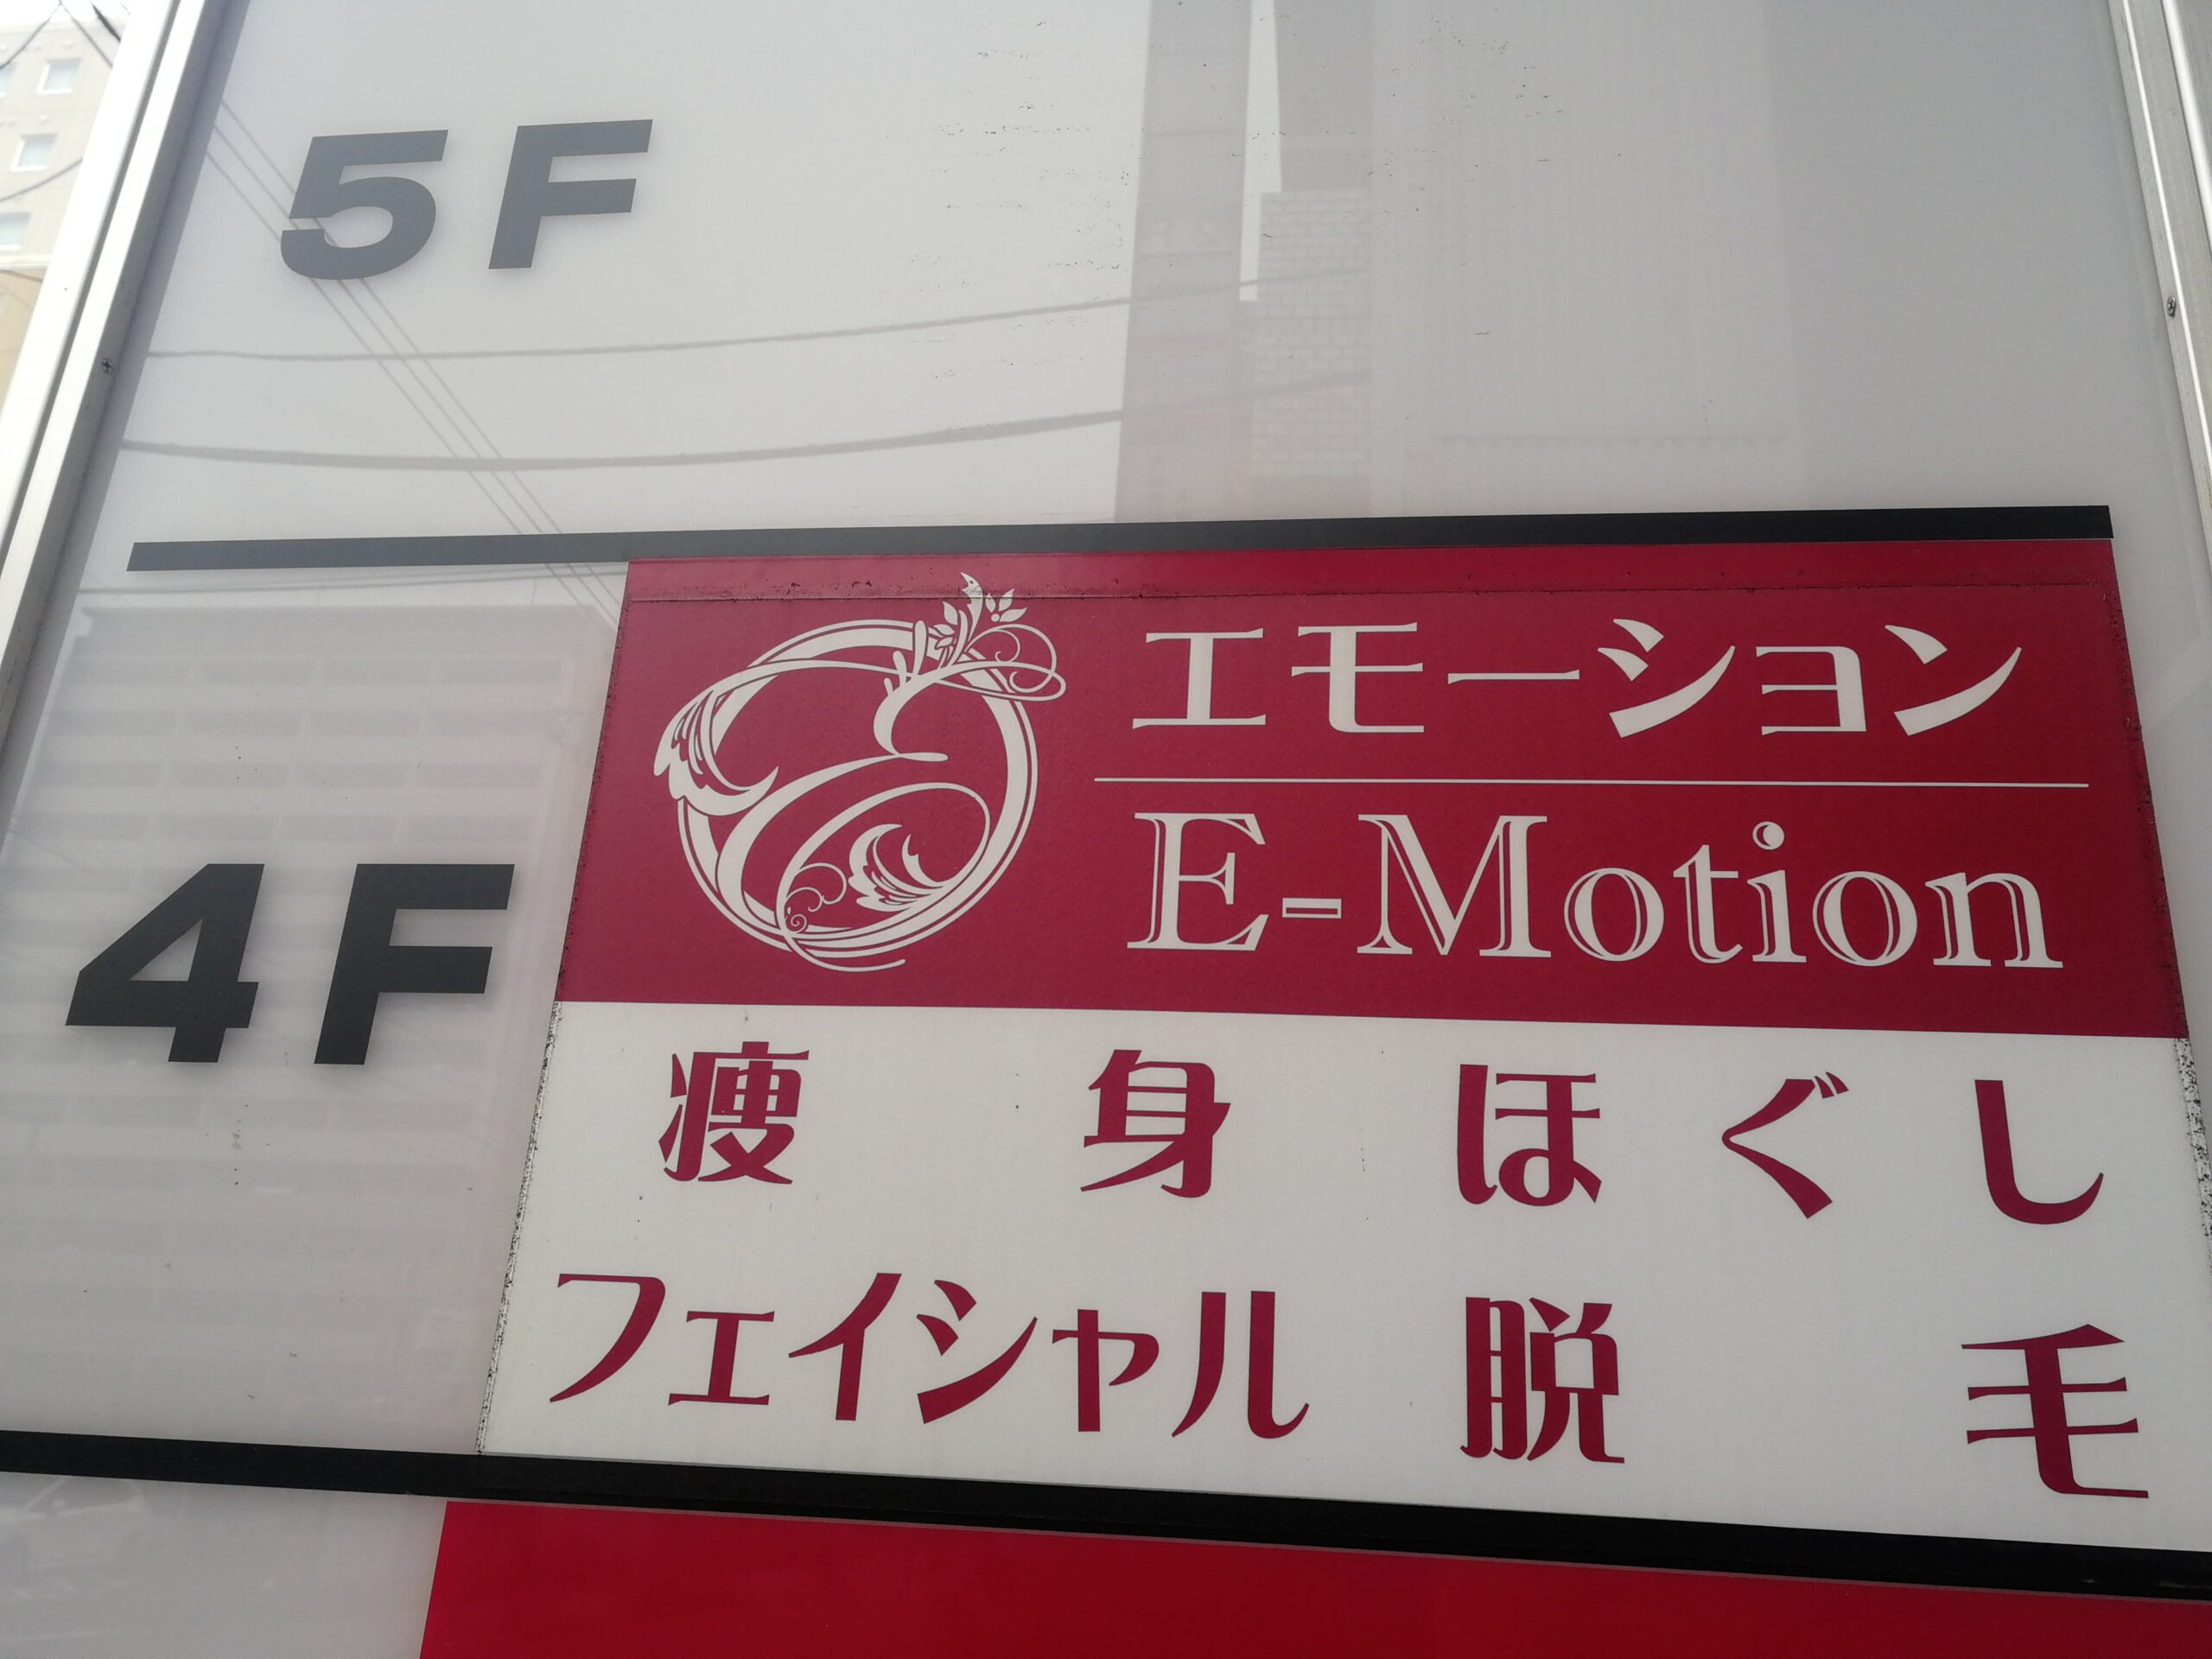 5F
4F
エモーション
E-Motion
痩身 ほぐし
フェイシャル 脱毛